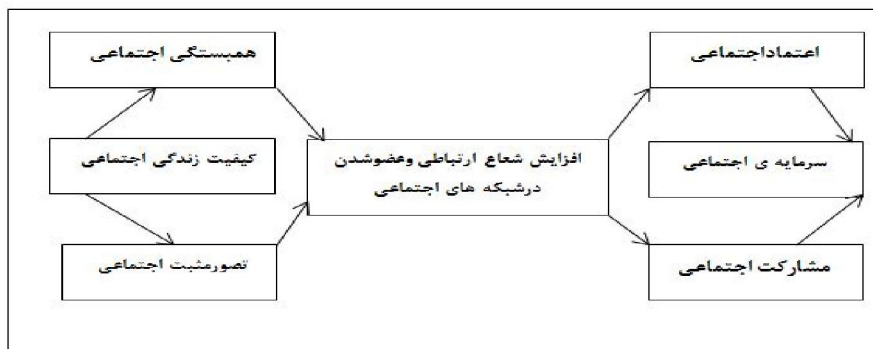 همبستگی اجتماعی
اعتماداجتماعی
کیفیت زندگی اجتماعی
افزایش شعاع ارتباطی وعضوشدن
درشبکه های اجتماعی
سرمایه ی اجتماعی
تصورمثبت اجتماعی
مشارکت اجتماعی